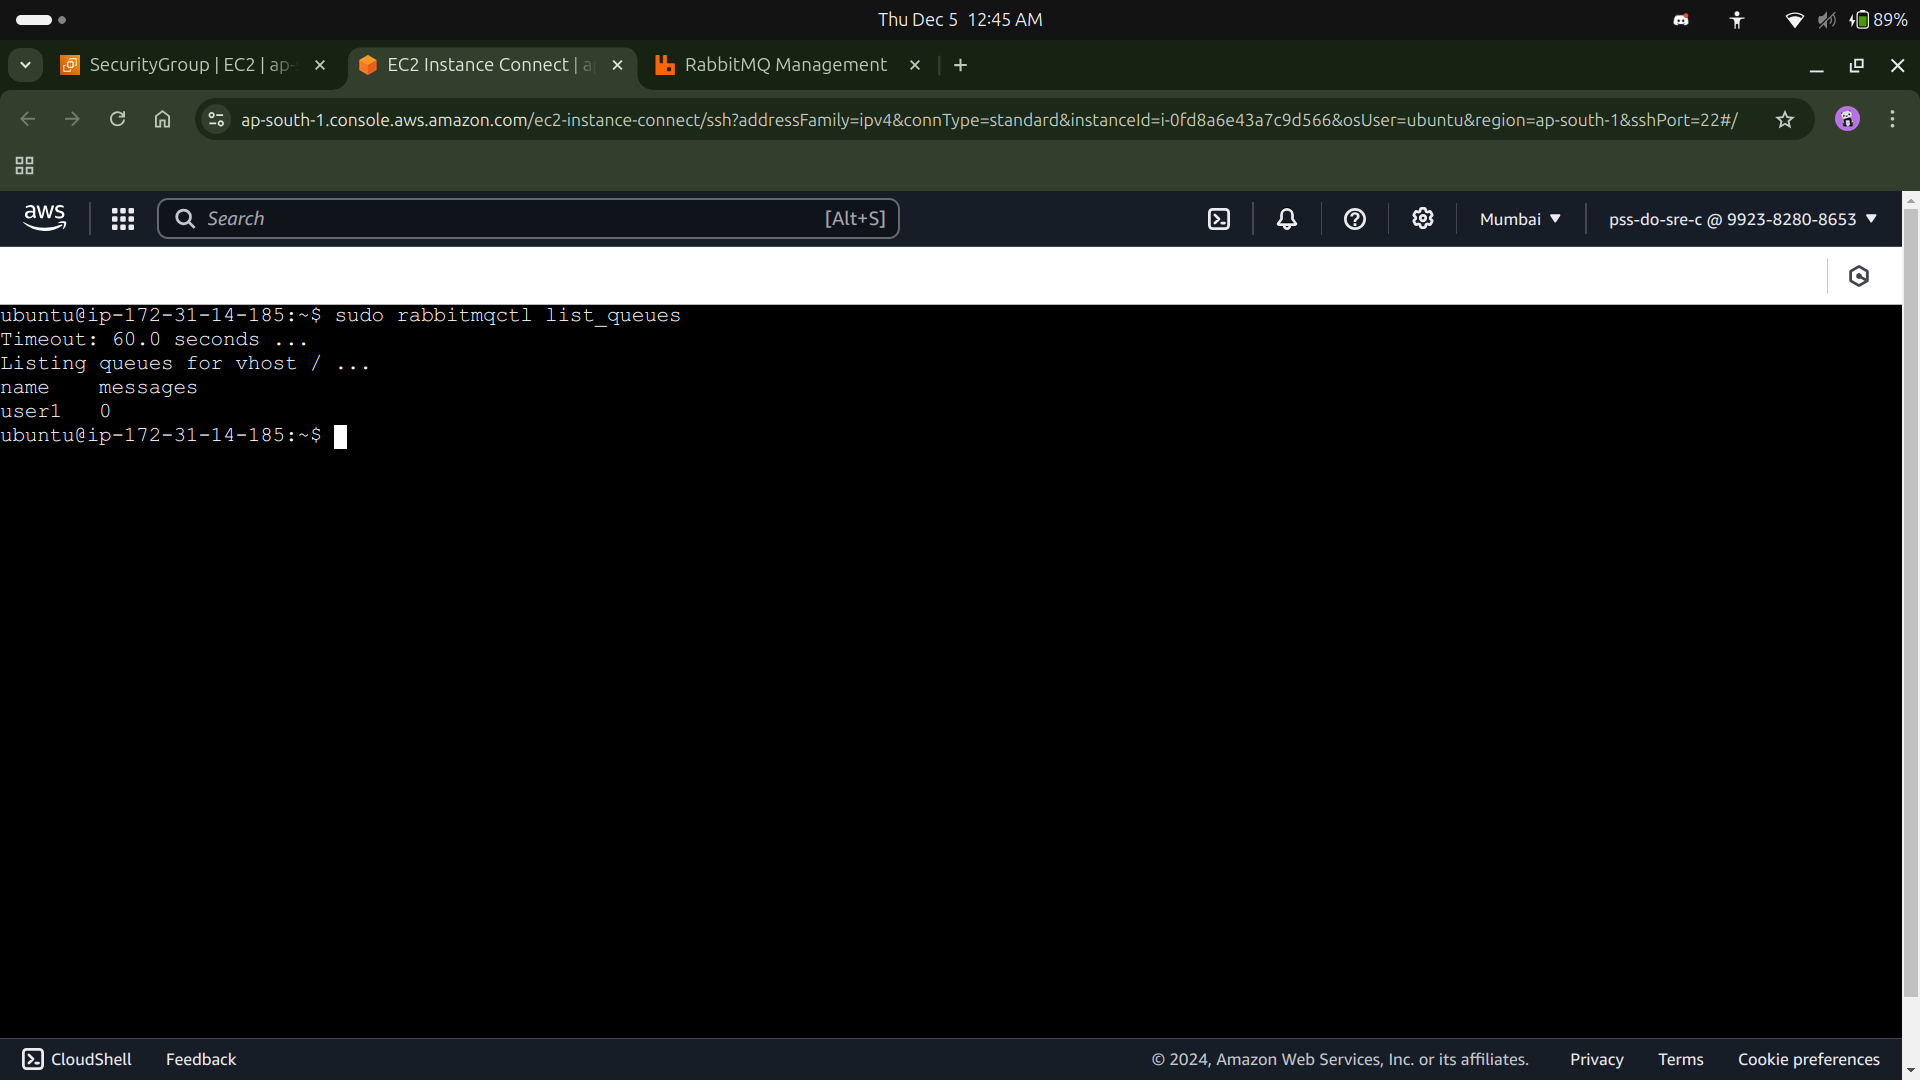 Thu Dec 5 12:45 AM
89%
SecurityGroup | EC2 | ap-
EC2 Instance Connect | a
RabbitMQ Management
ap-south-1.console.aws.amazon.com/ec2-instance-connect/ssh?addressFamily=ipv4&connType=standard&instanceId=i-0fd8a6e43a7c9d566&osUser=ubuntu&region=ap-south-1&sshPort=22#/
aws
Search
[Alt+S]
Mumbai
pss-do-sre-c @ 9923-8280-8653
ubuntu@ip-172-31-14-185:~$ sudo rabbitmqctl list_queues
Timeout: 60.0 seconds ...
Listing queues for vhost / ...
name messages
user1 0
ubuntu@ip-172-31-14-185:~$
CloudShell
Feedback
© 2024, Amazon Web Services, Inc. or its affiliates.
Privacy
Terms
Cookie preferences